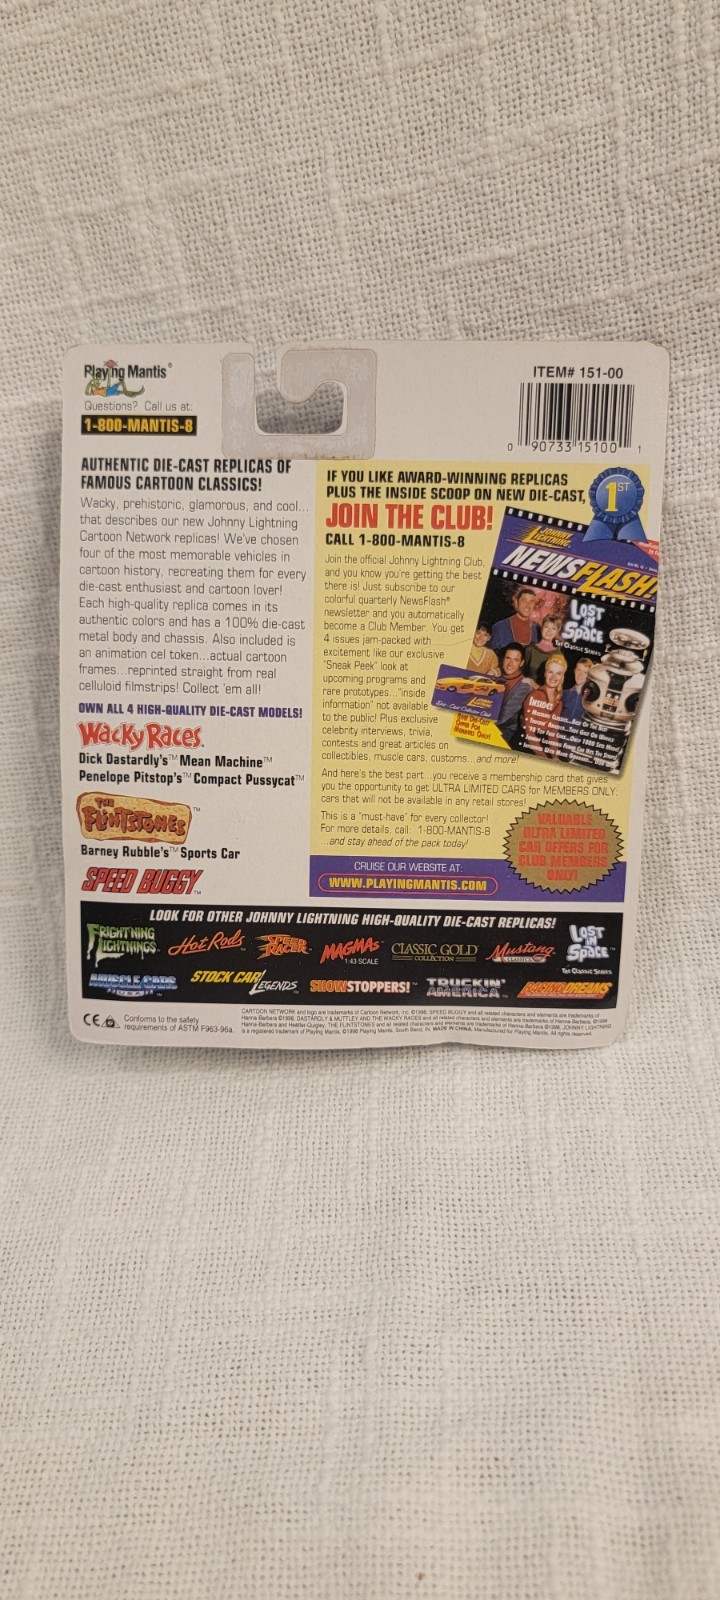 Playing Mantis®
Questions? Call us at:
1-800-MANTIS-8
ITEM# 151-00
0 90733 15100 1
AUTHENTIC DIE-CAST REPLICAS OF
FAMOUS CARTOON CLASSICS!
Wacky, prehistoric, glamorous, and cool...
that describes our new Johnny Lightning
Cartoon Network replicas! We've chosen
four of the most memorable vehicles in
cartoon history, recreating them for every
die-cast enthusiast and cartoon lover!
Each high-quality replica comes in its
authentic colors and has a 100% die-cast
metal body and chassis. Also included is
an animation cel token...actual cartoon
frames...reprinted straight from real
celluloid filmstrips! Collect 'em all!
OWN ALL 4 HIGH-QUALITY DIE-CAST MODELS!
Wacky Races™
Dick Dastardly's™ Mean Machine™
Penelope Pitstop's™ Compact Pussycat™
THE
FLINTSTONES™
Barney Rubble's™ Sports Car
SPEED BUGGY™
IF YOU LIKE AWARD-WINNING REPLICAS
PLUS THE INSIDE SCOOP ON NEW DIE-CAST,
JOIN THE CLUB!
CALL 1-800-MANTIS-8
Join the official Johnny Lightning Club,
and you know you're getting the best
there is! Just subscribe to our
colorful quarterly NewsFlash®
newsletter and you automatically
become a Club Member. You get
4 issues jam-packed with
excitement like our exclusive
"Sneak Peek" look at
upcoming programs and
rare prototypes..."inside
information" not available
to the public! Plus exclusive
celebrity interviews, trivia,
contests and great articles on
collectibles, muscle cars, customs...and more!
And here's the best part...you receive a membership card that gives
you the opportunity to get ULTRA LIMITED CARS for MEMBERS ONLY:
cars that will not be available in any retail stores!
This is a "must-have" for every collector!
For more details, call: 1-800-MANTIS-8
...and stay ahead of the pack today!
1ST
JOHNNY
LIGHTNING
NEWSFLASH!
LOST
IN
SPACE
THE CLASSIC SERIES
INSIDE:
VALUABLE
ULTRA LIMITED
CAR OFFERS FOR
CLUB MEMBERS
ONLY!
CRUISE OUR WEBSITE AT:
WWW.PLAYINGMANTIS.COM
LOOK FOR OTHER JOHNNY LIGHTNING HIGH-QUALITY DIE-CAST REPLICAS!
FRIGHT'NING
LIGHTNINGS
Hot Rods
SPEED
RACER
MAGMAS
1:43 SCALE
CLASSIC GOLD
COLLECTION
Mustang
CLASSICS
LOST
IN
SPACE
THE CLASSIC SERIES
MUSCLE CARS
USA
STOCK CAR
LEGENDS
SHOWSTOPPERS!
TRUCKIN'
AMERICA
RACING DREAMS
CE
Conforms to the safety
requirements of ASTM F963-96a.